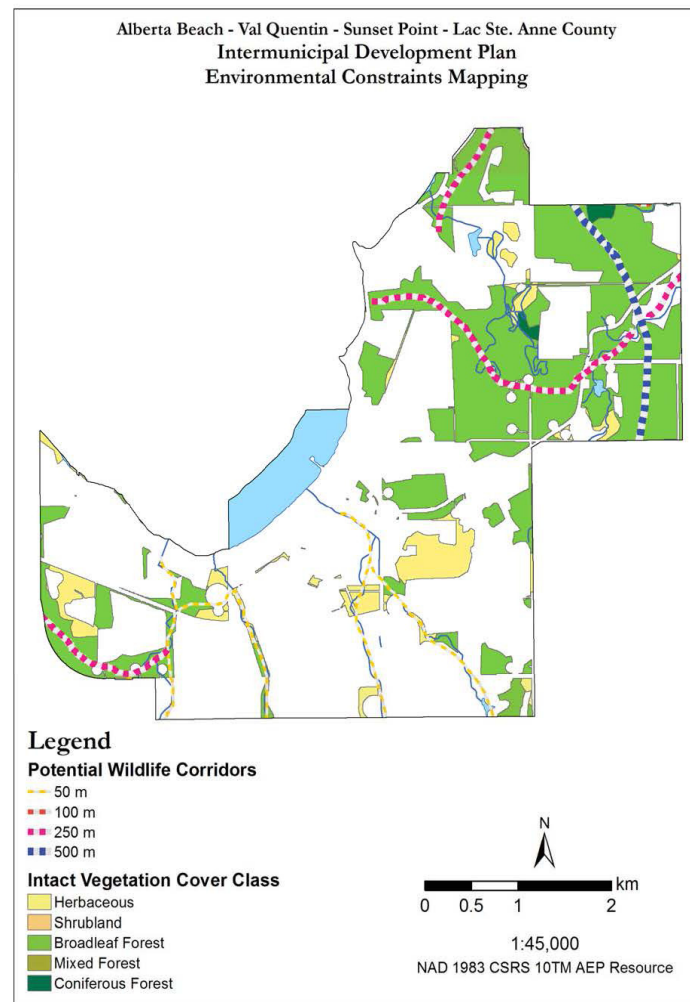 Alberta Beach - Val Quentin - Sunset Point - Lac Ste. Anne County
Intermunicipal Development Plan
Environmental Constraints Mapping
Legend
Potential Wildlife Corridors
50 m
100 m
250 m
500 m
Intact Vegetation Cover Class
Herbaceous
Shrubland
Broadleaf Forest
Mixed Forest
Coniferous Forest
N
km
0 0.5 1 2
1:45,000
NAD 1983 CSRS 10TM AEP Resource